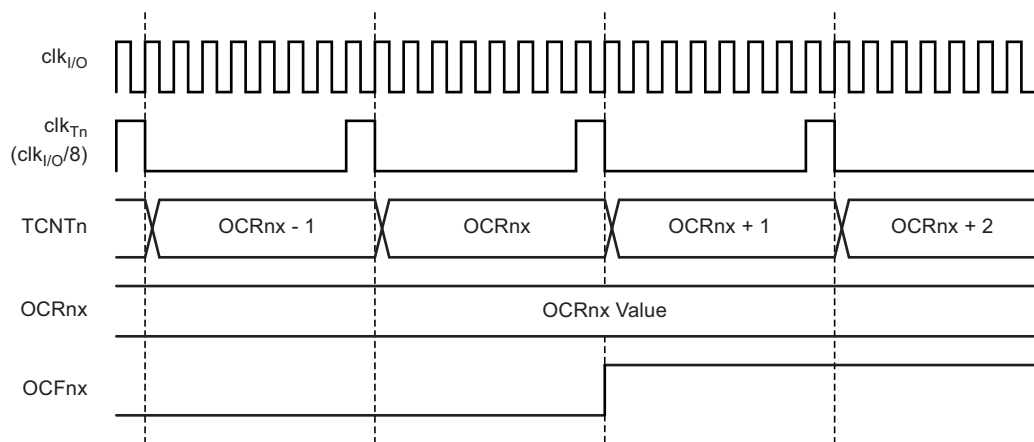 clkI/O
clkTn
(clkI/O/8)
TCNTn
OCRnx - 1
OCRnx
OCRnx + 1
OCRnx + 2
OCRnx
OCRnx Value
OCFnx